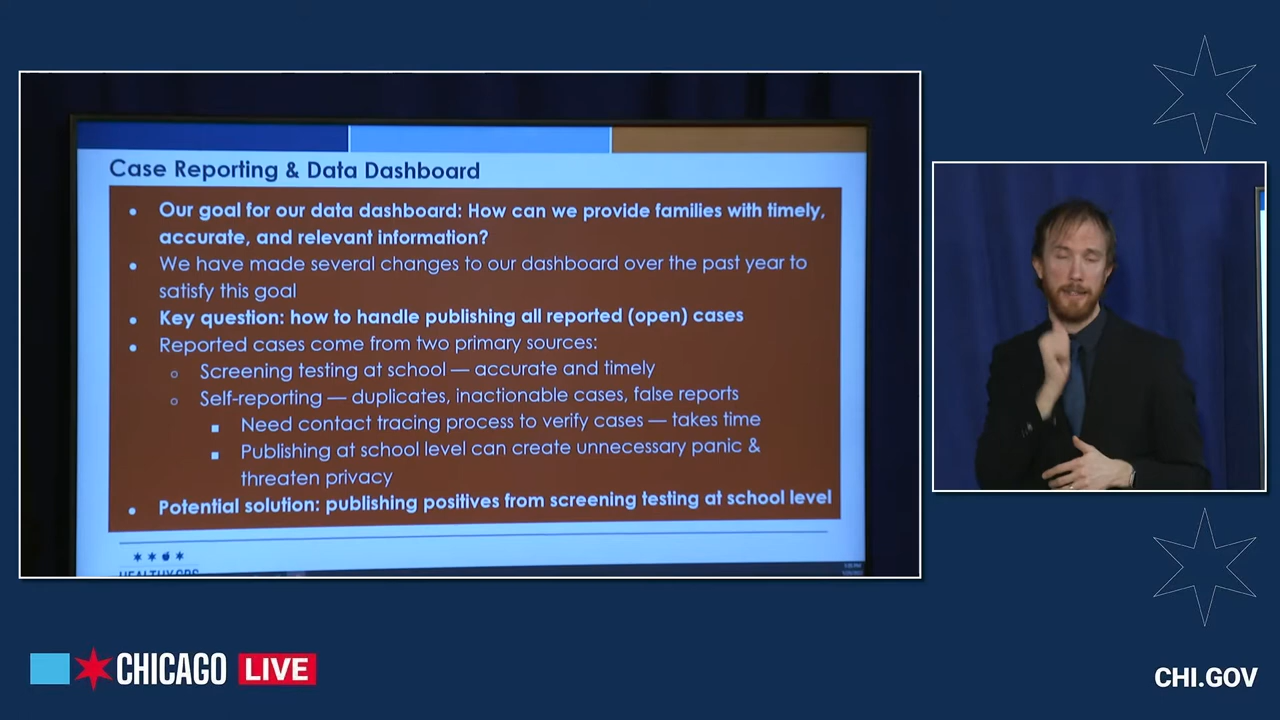 Case Reporting & Data Dashboard
• Our goal for our data dashboard: How can we provide families with timely,
accurate, and relevant information?
• We have made several changes to our dashboard over the past year to
satisfy this goal
• Key question: how to handle publishing all reported (open) cases
• Reported cases come from two primary sources:
○ Screening testing at school — accurate and timely
○ Self-reporting — duplicates, inactionable cases, false reports
■ Need contact tracing process to verify cases — takes time
■ Publishing at school level can create unnecessary panic &
threaten privacy
• Potential solution: publishing positives from screening testing at school level
HEALTHY CPS
CHICAGO LIVE
CHI.GOV